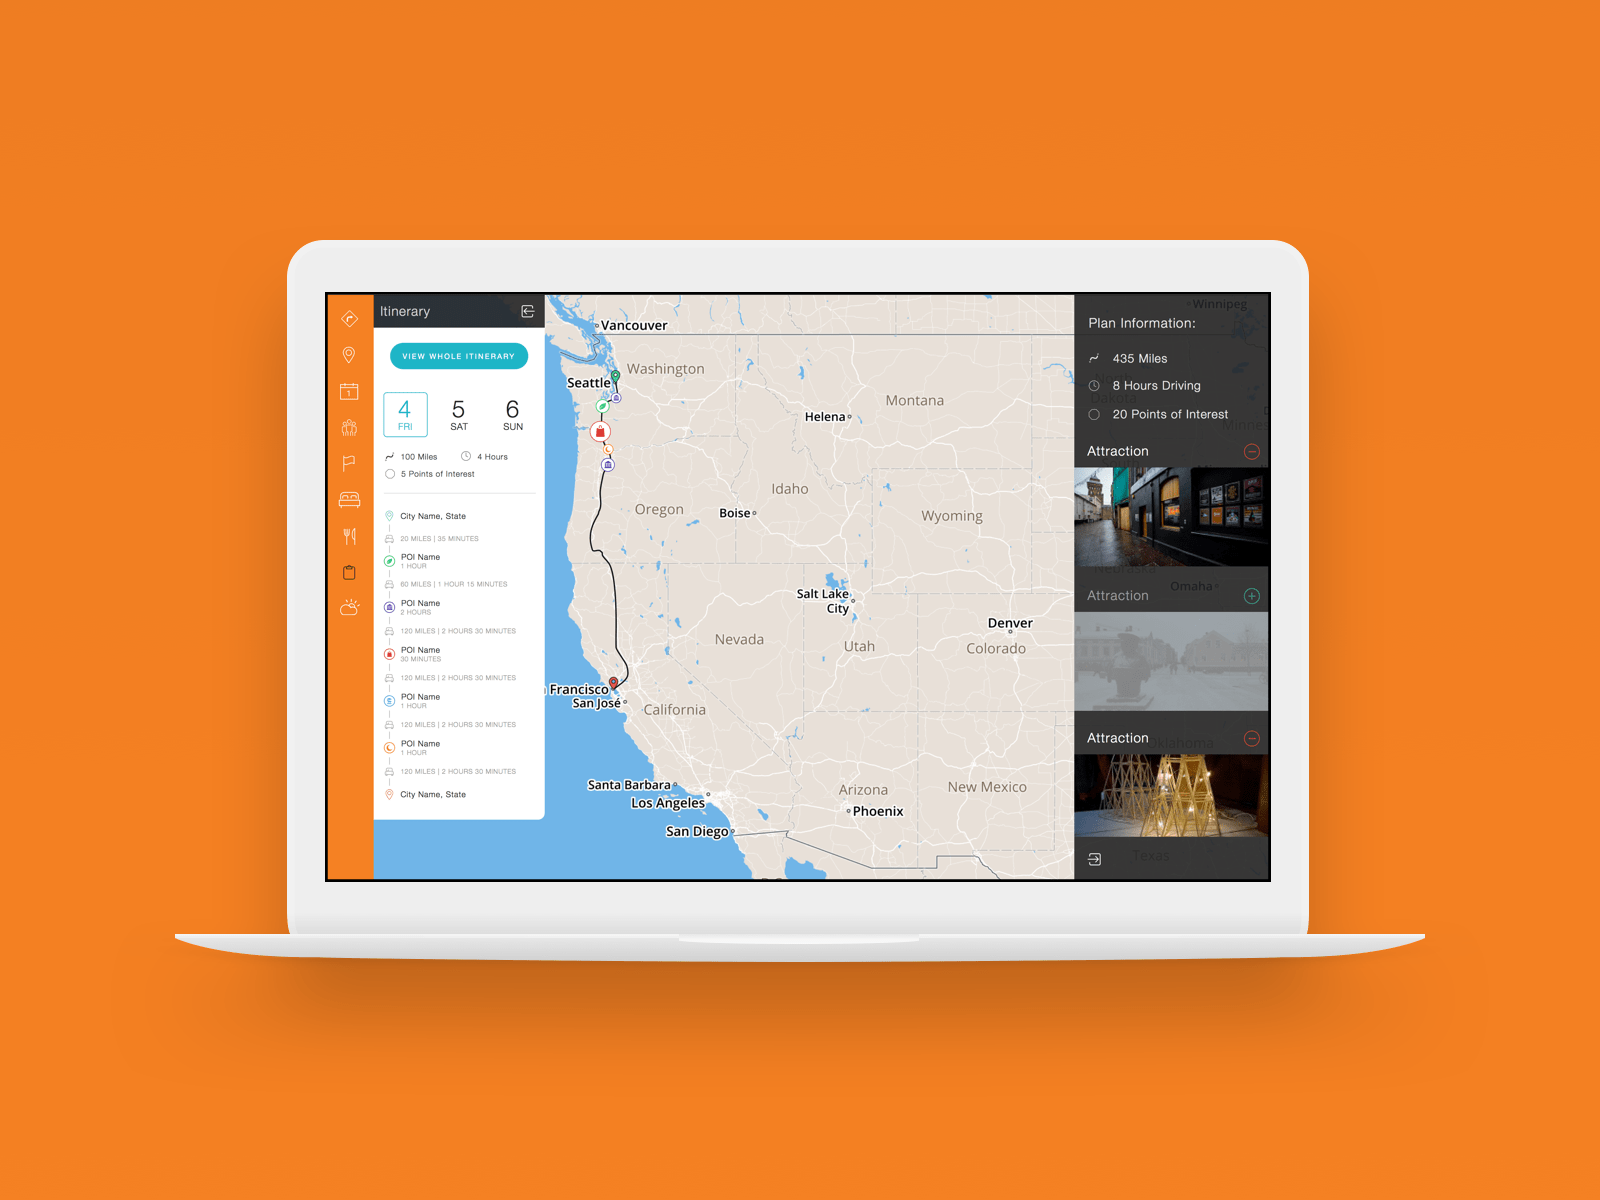 1
Itinerary
VIEW WHOLE ITINERARY
4
FRI
5
SAT
6
SUN
100 Miles
4 Hours
5 Points of Interest
City Name, State
20 MILES | 35 MINUTES
POI Name
1 HOUR
60 MILES | 1 HOUR 15 MINUTES
POI Name
2 HOURS
120 MILES | 2 HOURS 30 MINUTES
POI Name
30 MINUTES
120 MILES | 2 HOURS 30 MINUTES
POI Name
1 HOUR
120 MILES | 2 HOURS 30 MINUTES
POI Name
1 HOUR
120 MILES | 2 HOURS 30 MINUTES
City Name, State
Vancouver
Washington
Seattle
Montana
Helena
Idaho
Oregon
Boise
Wyoming
Salt Lake
City
Denver
Nevada
Utah
Colorado
Francisco
San José
California
Santa Barbara
Los Angeles
Arizona
New Mexico
Phoenix
San Diego
Winnipeg
Plan Information:
435 Miles
North
Dakota
8 Hours Driving
20 Points of Interest
Attraction
Nebraska
Omaha
Attraction
Attraction
Oklahoma
Texas